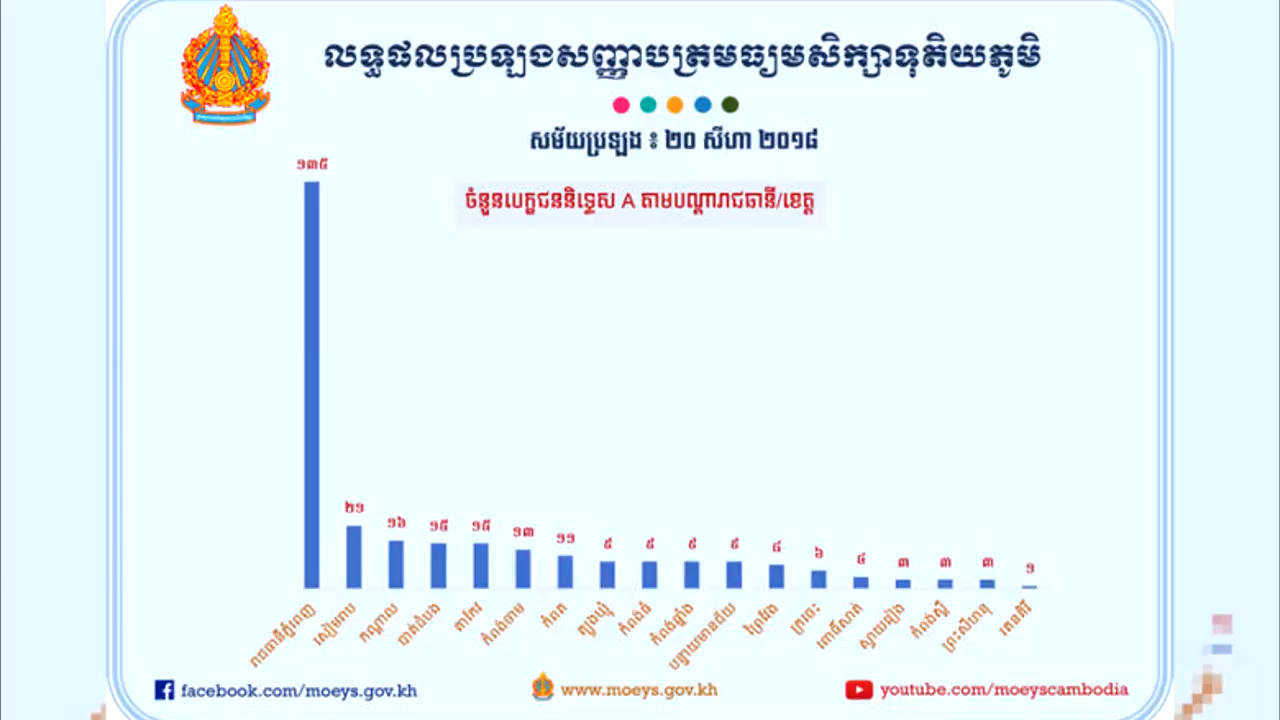 លទ្ធផលប្រឡងសញ្ញាបត្រមធ្យមសិក្សាទុតិយភូមិ
សម័យប្រឡង ៖ ២០ សីហា ២០១៨
ចំនួនបេក្ខជននិទ្ទេស A តាមបណ្តារាជធានី/ខេត្ត
១៣៥
២១
១៦
១៥
១៥
១៣
១១
៩
៩
៩
៩
៨
៦
៤
៣
៣
៣
១
រាជធានីភ្នំពេញ
សៀមរាប
កណ្តាល
បាត់ដំបង
តាកែវ
កំពង់ចាម
កំពត
ត្បូងឃ្មុំ
កំពង់ធំ
កំពង់ឆ្នាំង
បន្ទាយមានជ័យ
ព្រៃវែង
ក្រចេះ
ពោធិ៍សាត់
ស្វាយរៀង
កំពង់ស្ពឺ
ព្រះសីហនុ
រតនគិរី
facebook.com/moeys.gov.kh
www.moeys.gov.kh
youtube.com/moeyscambodia